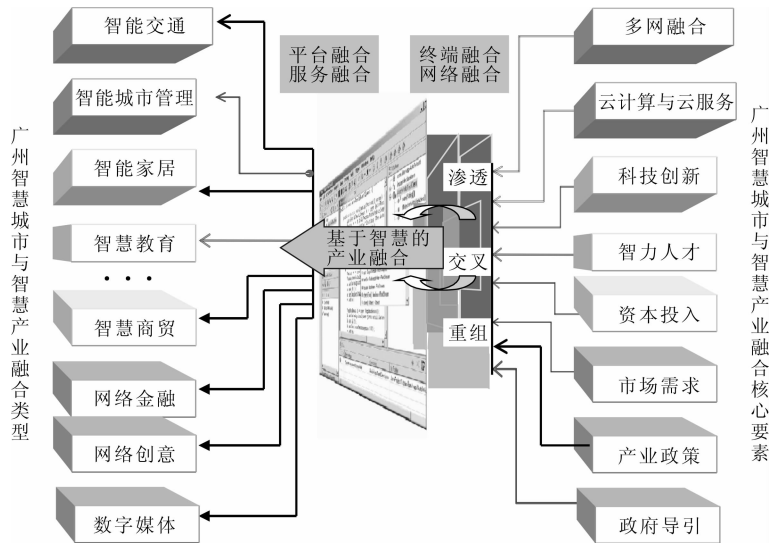 广州智慧城市与智慧产业融合类型
智能交通
智能城市管理
智能家居
智慧教育
···
智慧商贸
网络金融
网络创意
数字媒体
平台融合
服务融合
终端融合
网络融合
基于智慧的
产业融合
渗透
交叉
重组
多网融合
云计算与云服务
科技创新
智力人才
资本投入
市场需求
产业政策
政府导引
广州智慧城市与智慧产业融合核心要素